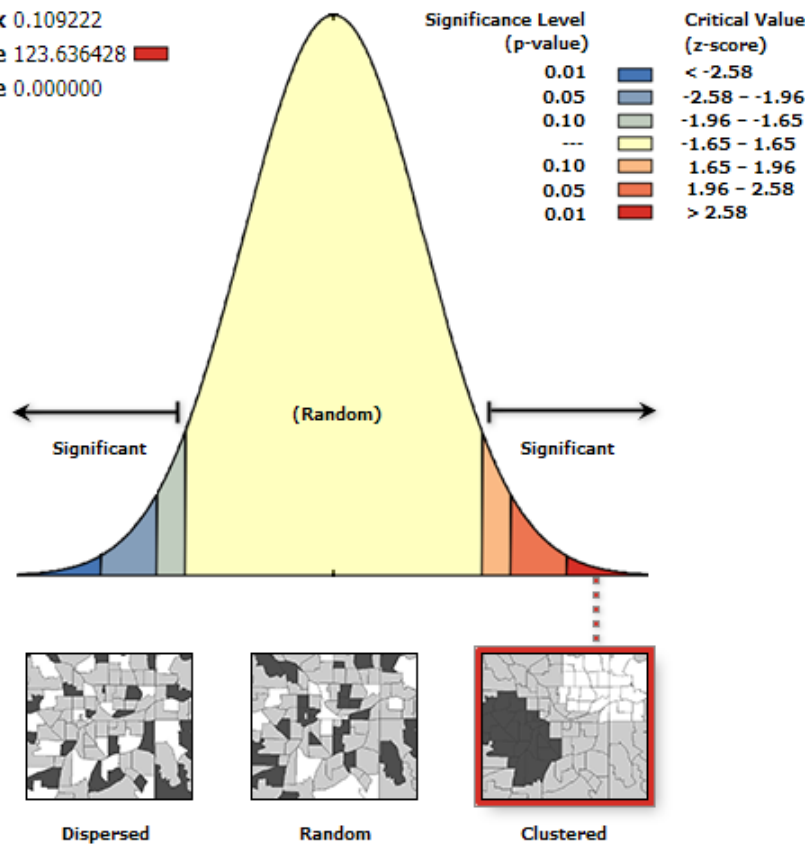 x 0.109222
e 123.636428
e 0.000000
Significance Level
(p-value)
Critical Value
(z-score)
0.01 < -2.58
0.05 -2.58 – -1.96
0.10 -1.96 – -1.65
--- -1.65 – 1.65
0.10 1.65 – 1.96
0.05 1.96 – 2.58
0.01 > 2.58
(Random)
Significant
Significant
Dispersed
Random
Clustered